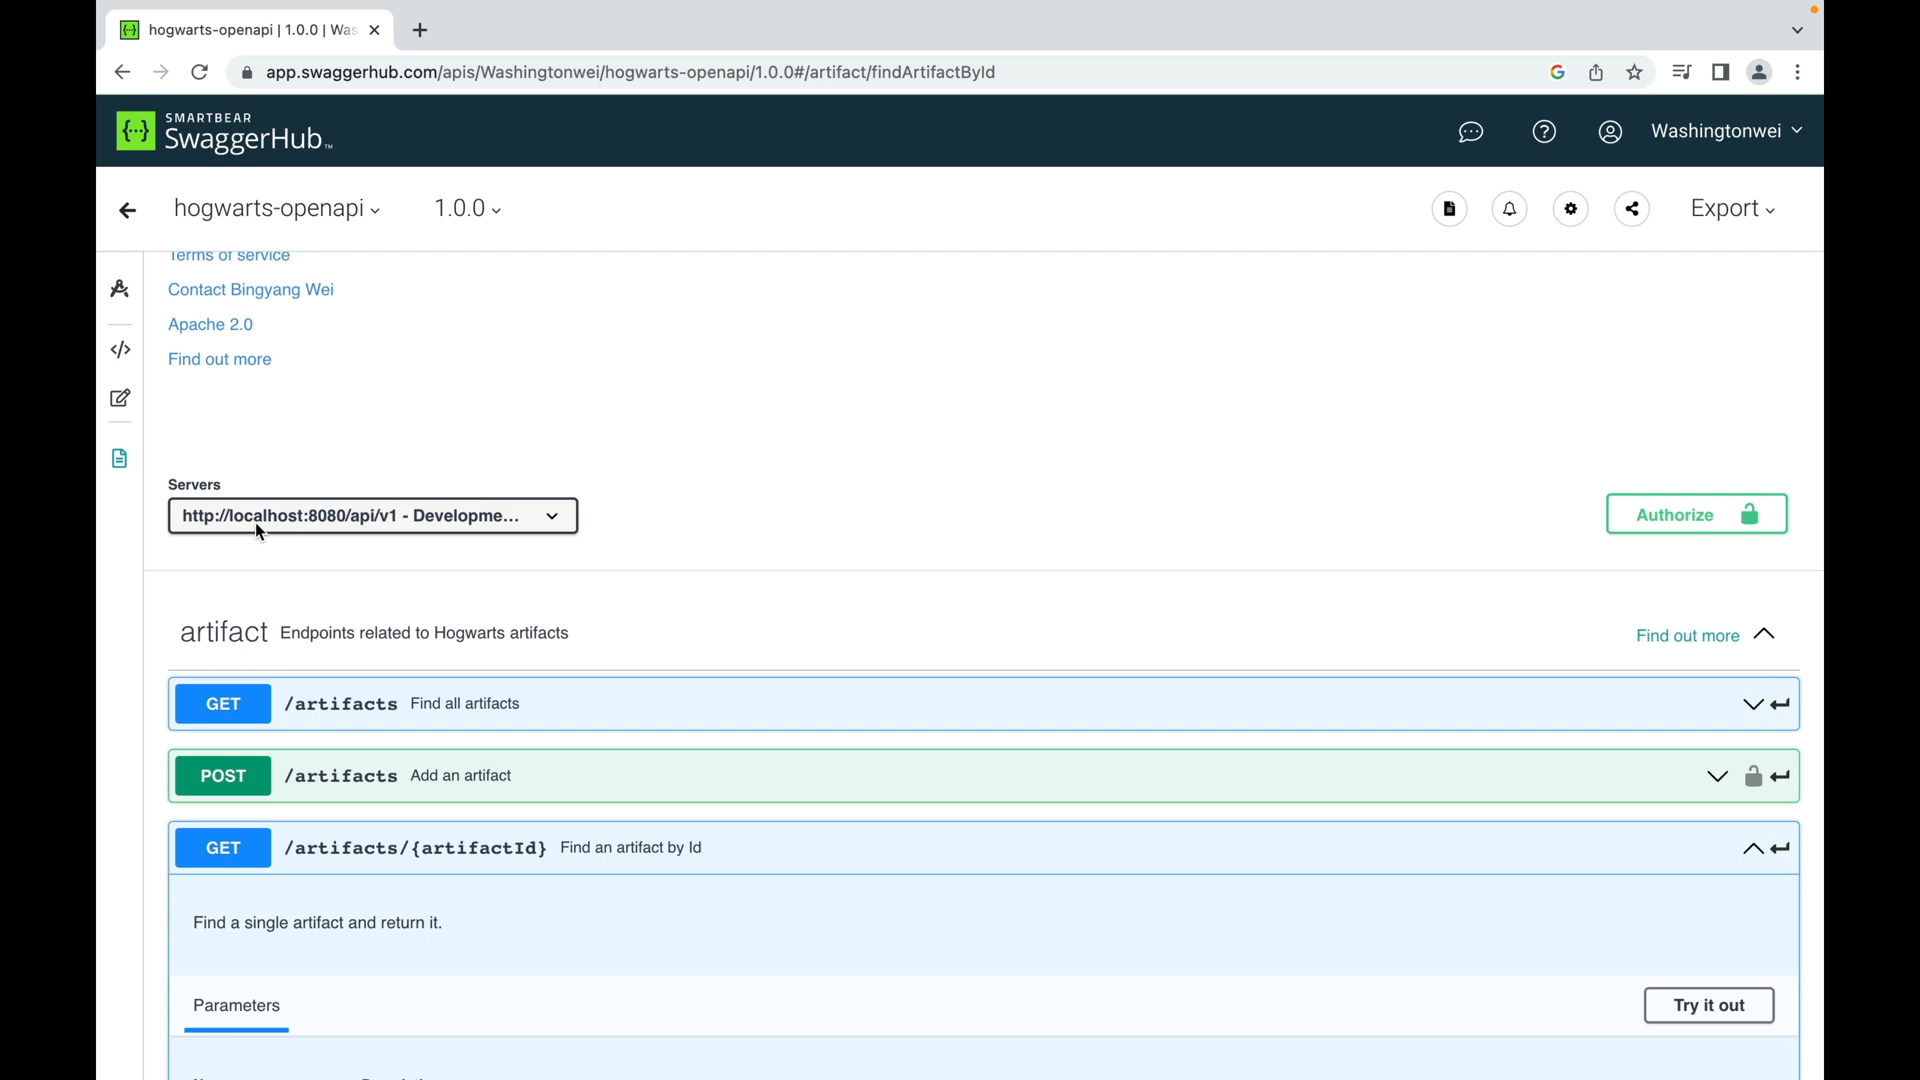 hogwarts-openapi | 1.0.0 | Was
app.swaggerhub.com/apis/Washingtonwei/hogwarts-openapi/1.0.0#/artifact/findArtifactById
SMARTBEAR
SwaggerHub™
Washingtonwei
hogwarts-openapi
1.0.0
Export
Terms of service
Contact Bingyang Wei
Apache 2.0
Find out more
Servers
http://localhost:8080/api/v1 - Developme...
Authorize
artifact Endpoints related to Hogwarts artifacts
Find out more
GET /artifacts Find all artifacts
POST /artifacts Add an artifact
GET /artifacts/{artifactId} Find an artifact by Id
Find a single artifact and return it.
Parameters
Try it out